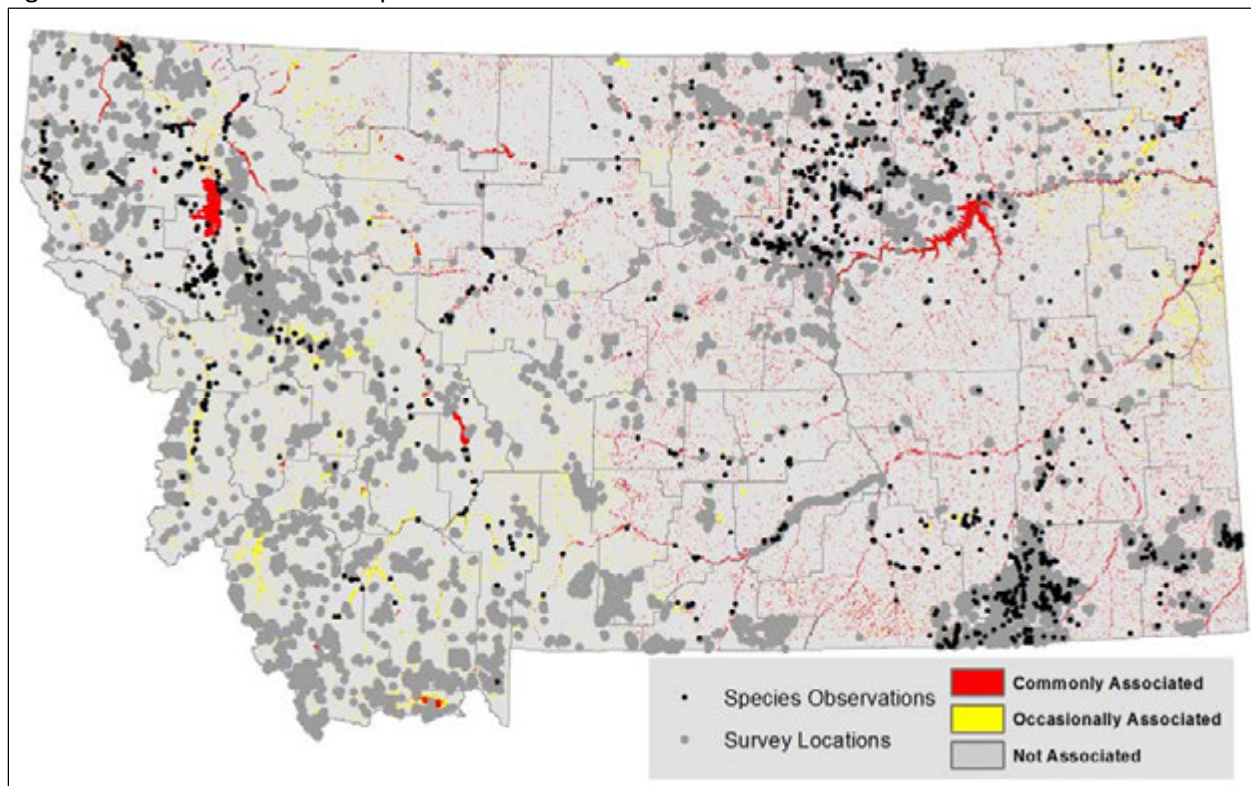 Species Observations
Survey Locations
Commonly Associated
Occasionally Associated
Not Associated